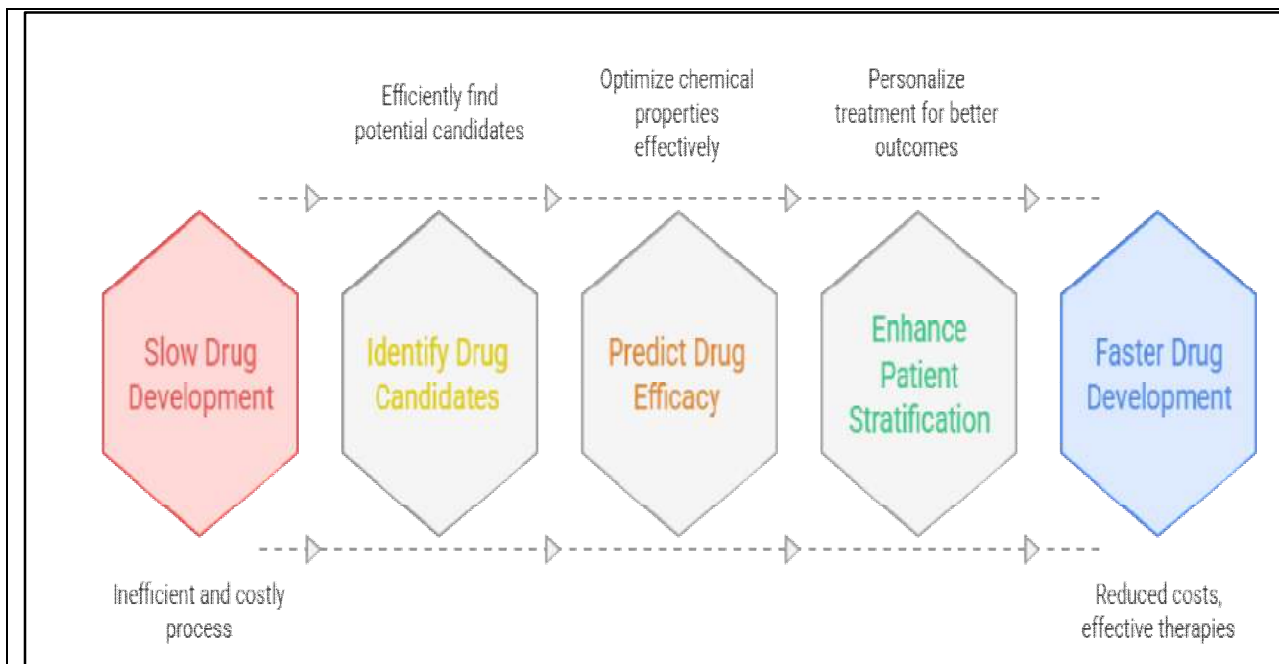 Efficiently find
potential candidates
Optimize chemical
properties
effectively
Personalize
treatment for better
outcomes
Slow Drug
Development
Identify Drug
Candidates
Predict Drug
Efficacy
Enhance
Patient
Stratification
Faster Drug
Development
Inefficient and costly
process
Reduced costs,
effective therapies